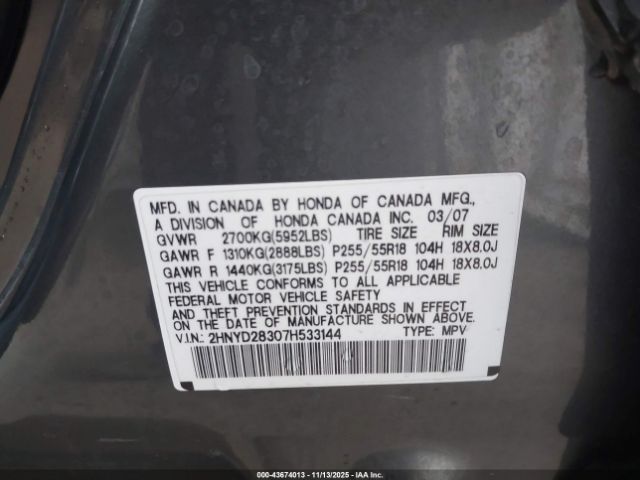 MFD. IN CANADA BY HONDA OF CANADA MFG.,
A DIVISION OF HONDA CANADA INC. 03/07
GVWR 2700KG(5952LBS) TIRE SIZE RIM SIZE
GAWR F 1310KG(2888LBS) P255/55R18 104H 18X8.0J
GAWR R 1440KG(3175LBS) P255/55R18 104H 18X8.0J
THIS VEHICLE CONFORMS TO ALL APPLICABLE
FEDERAL MOTOR VEHICLE SAFETY
AND THEFT PREVENTION STANDARDS IN EFFECT
ON THE DATE OF MANUFACTURE SHOWN ABOVE.
V.I.N.: 2HNYD28307H533144 TYPE: MPV
000-43674013 - 11/13/2025 - IAA Inc.